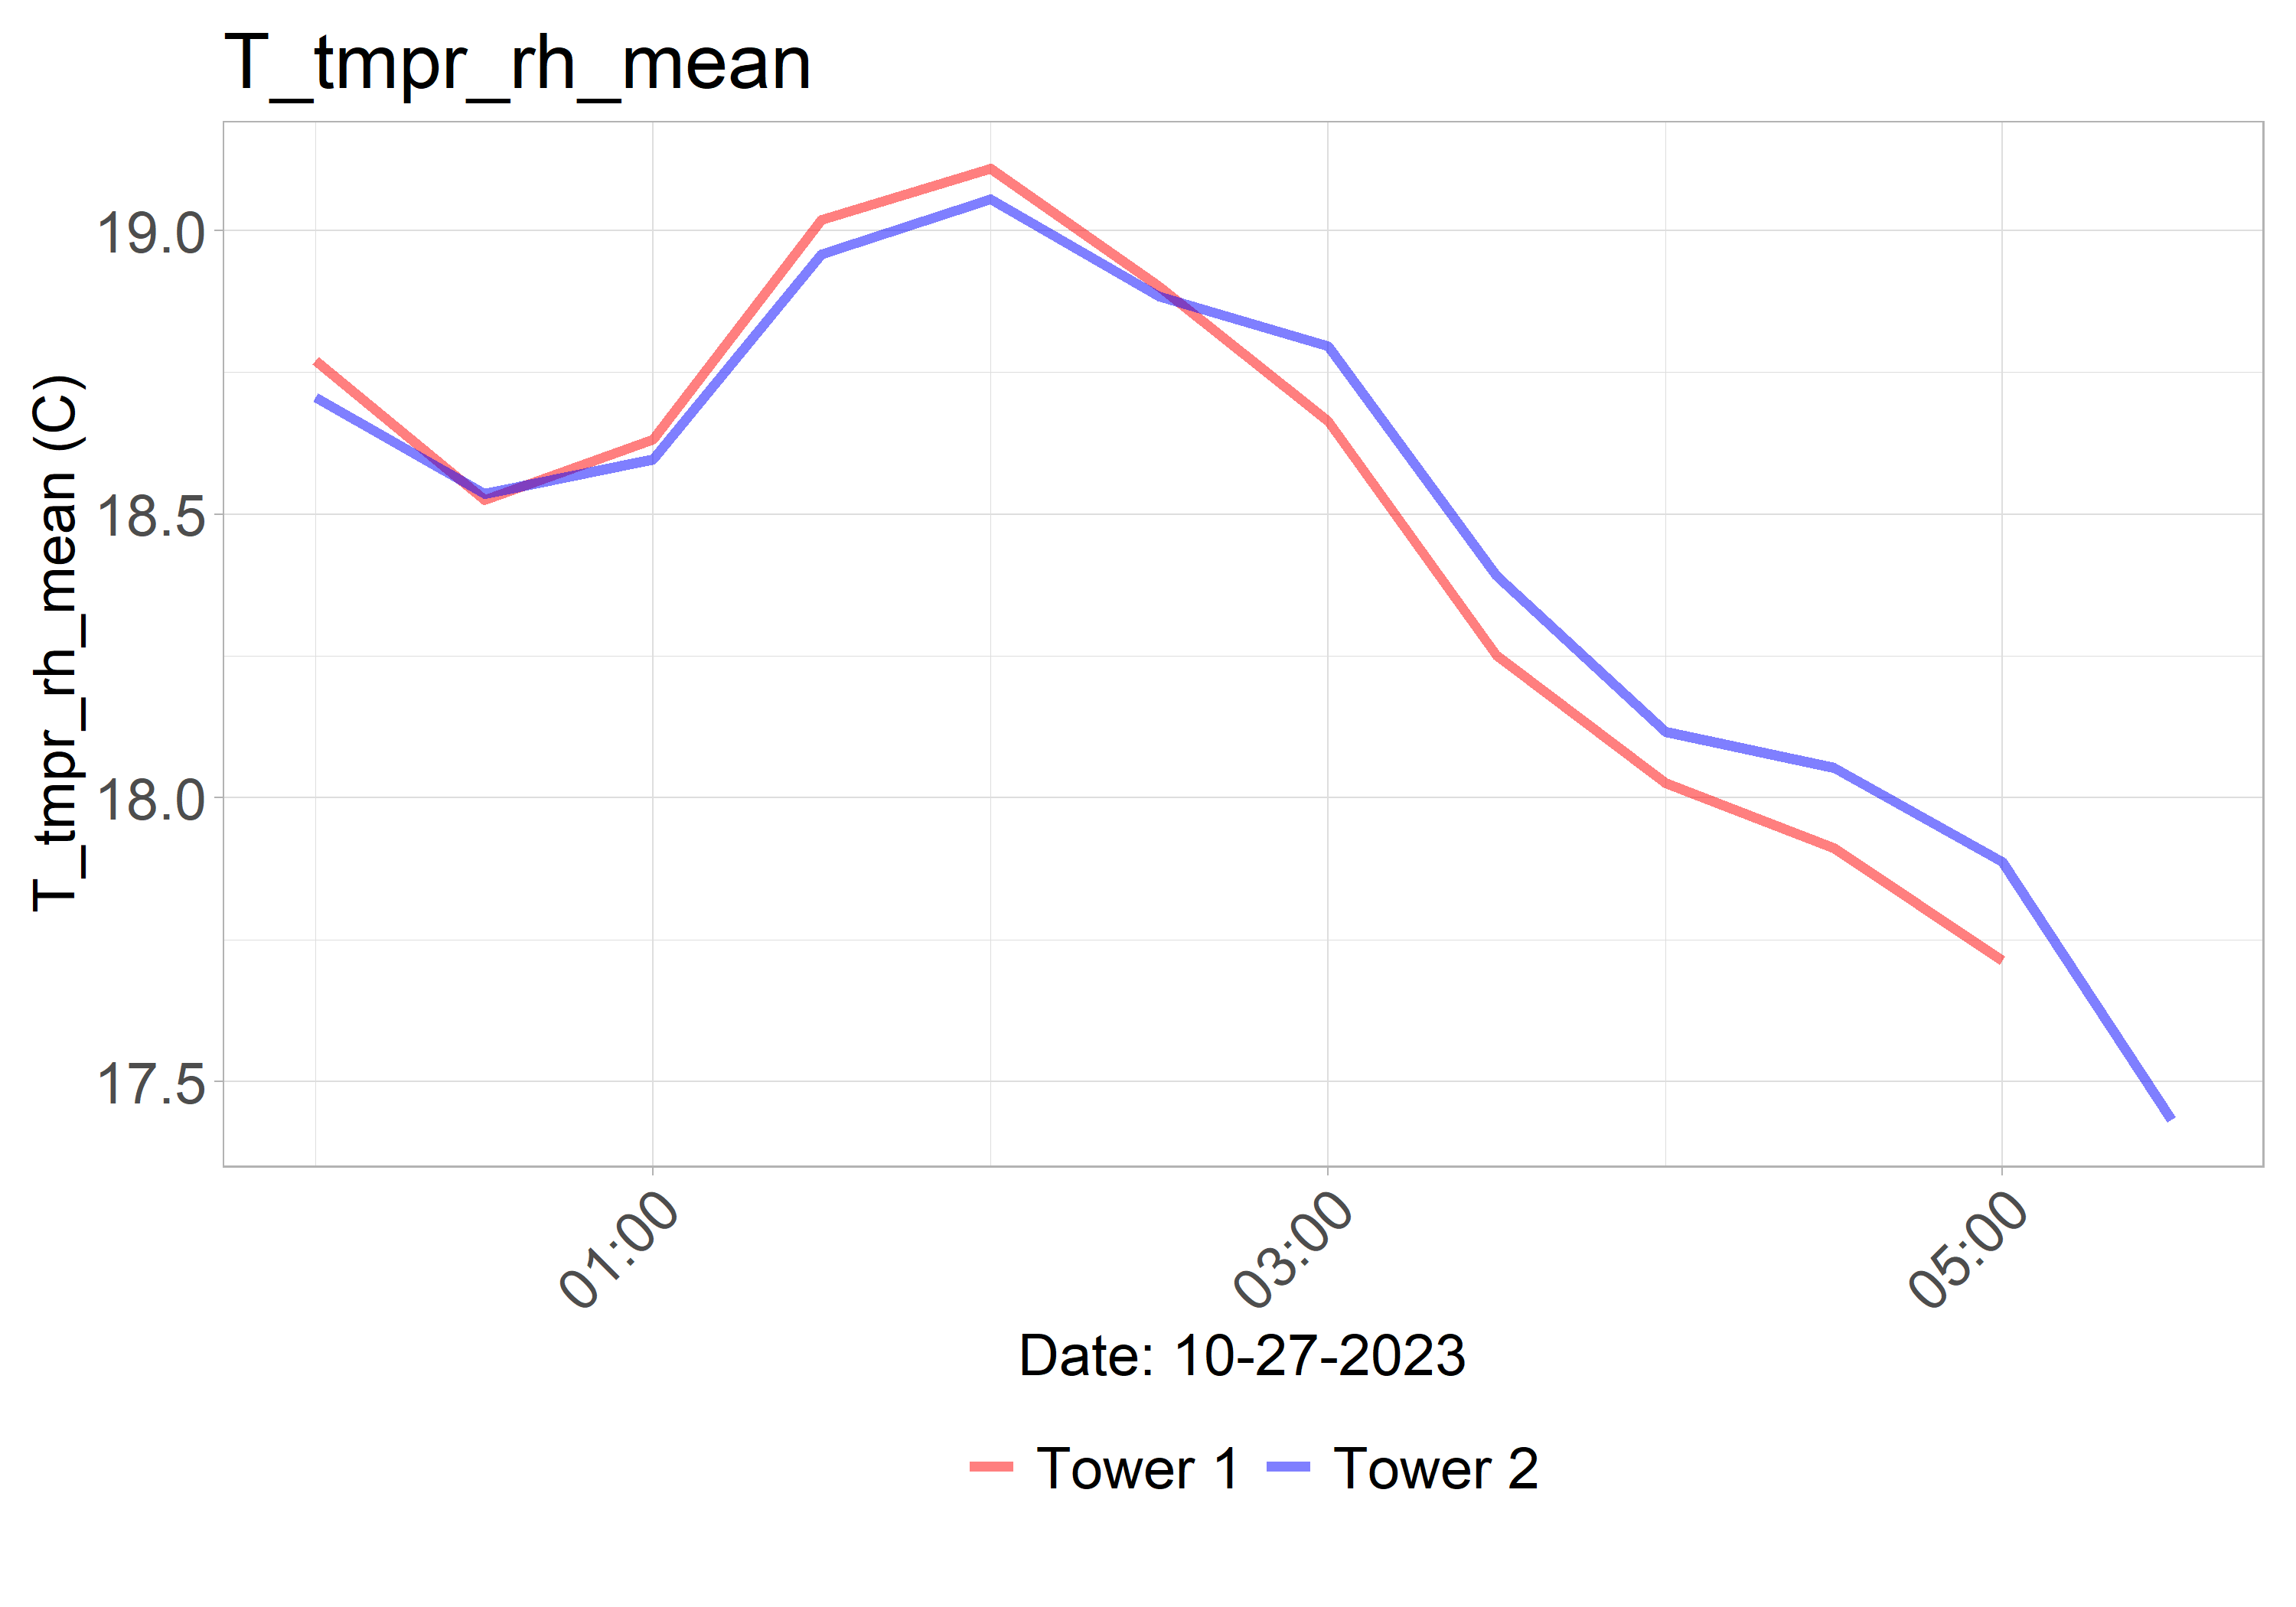 T_tmpr_rh_mean
T_tmpr_rh_mean (C)
19.0
18.5
18.0
17.5
01:00 03:00 05:00
Date: 10-27-2023
Tower 1 Tower 2